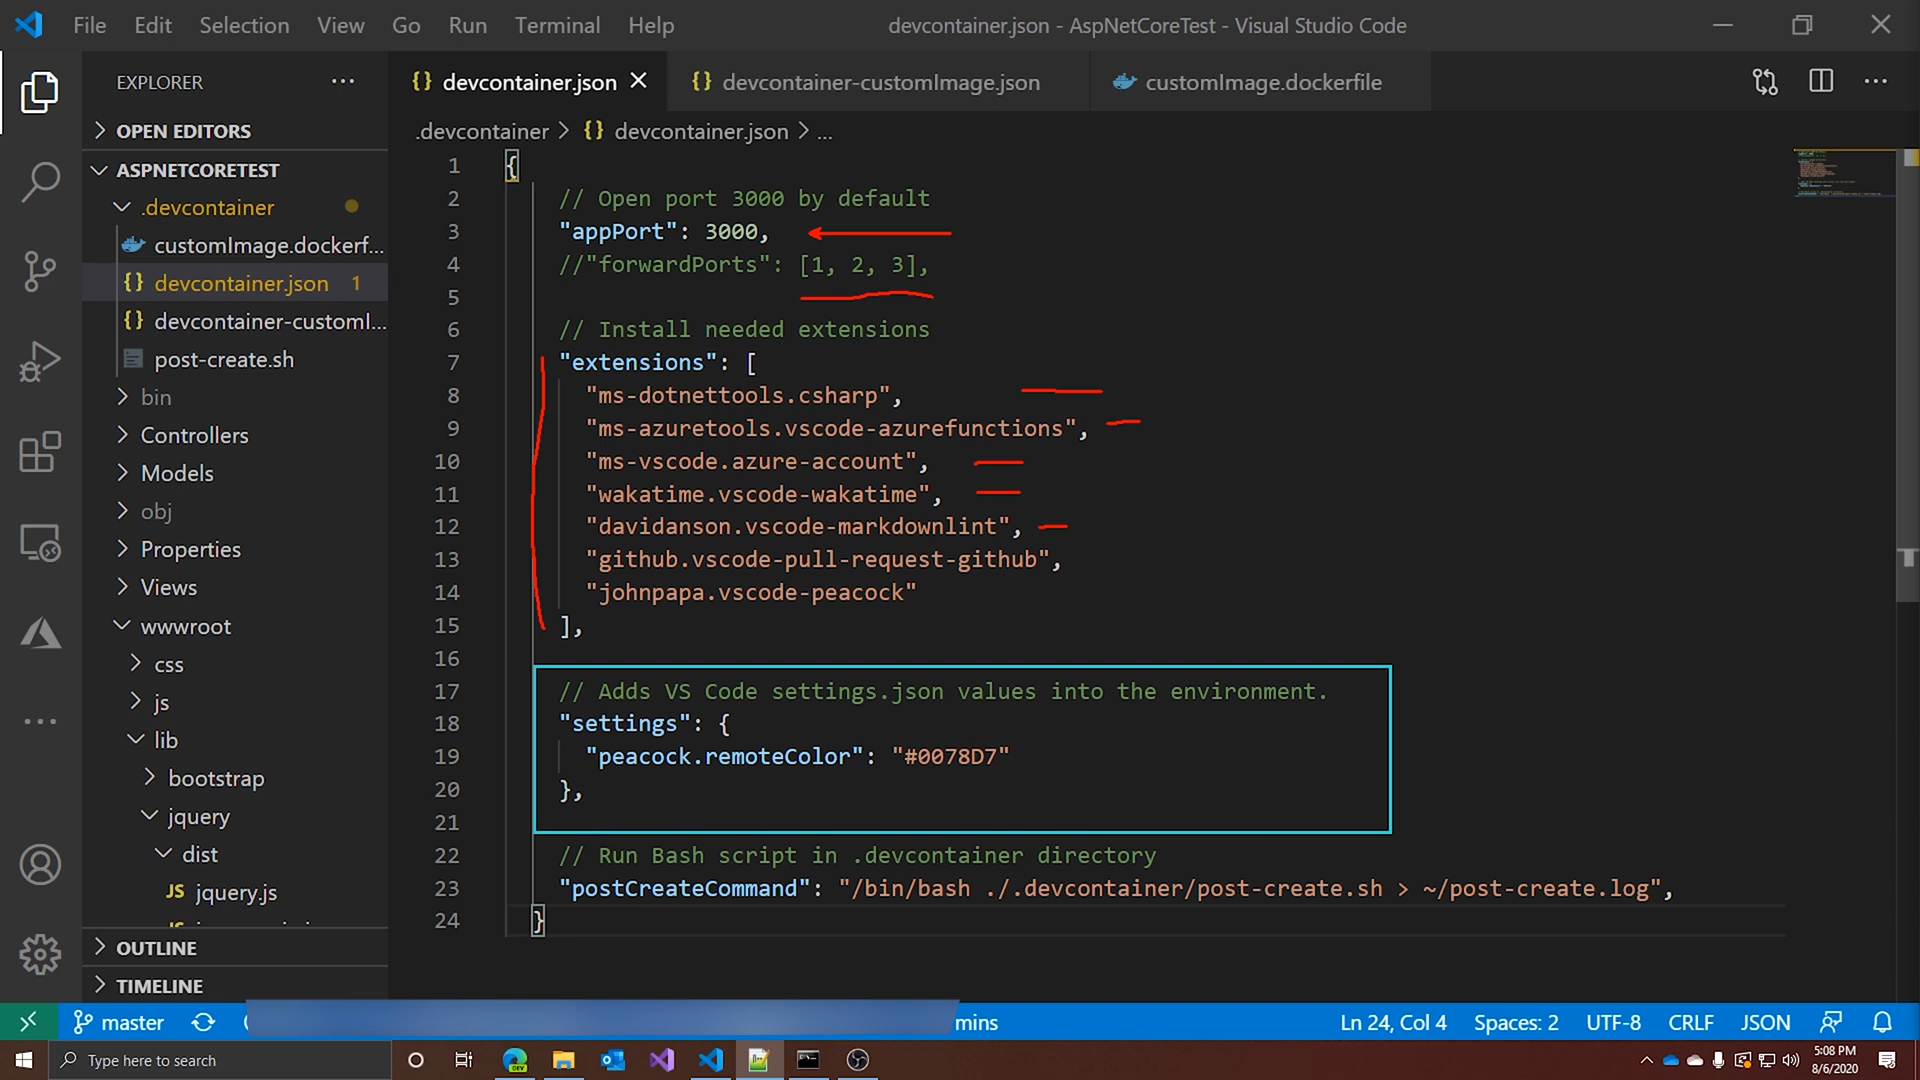 File Edit Selection View Go Run Terminal Help devcontainer.json - AspNetCoreTest - Visual Studio Code
EXPLORER
OPEN EDITORS
ASPNETCORETEST
.devcontainer
customImage.dockerf...
devcontainer.json 1
devcontainer-customI...
post-create.sh
bin
Controllers
Models
obj
Properties
Views
wwwroot
css
js
lib
bootstrap
jquery
dist
JS jquery.js
OUTLINE
TIMELINE
{} devcontainer.json {} devcontainer-customImage.json customImage.dockerfile
.devcontainer > {} devcontainer.json > ...
1 {
2 // Open port 3000 by default
3 "appPort": 3000,
4 //"forwardPorts": [1, 2, 3],
5
6 // Install needed extensions
7 "extensions": [
8 "ms-dotnettools.csharp",
9 "ms-azuretools.vscode-azurefunctions",
10 "ms-vscode.azure-account",
11 "wakatime.vscode-wakatime",
12 "davidanson.vscode-markdownlint",
13 "github.vscode-pull-request-github",
14 "johnpapa.vscode-peacock"
15 ],
16
17 // Adds VS Code settings.json values into the environment.
18 "settings": {
19 "peacock.remoteColor": "#0078D7"
20 },
21
22 // Run Bash script in .devcontainer directory
23 "postCreateCommand": "/bin/bash ./.devcontainer/post-create.sh > ~/post-create.log",
24 }
master mins Ln 24, Col 4 Spaces: 2 UTF-8 CRLF JSON
Type here to search
DEV
5:08 PM
8/6/2020